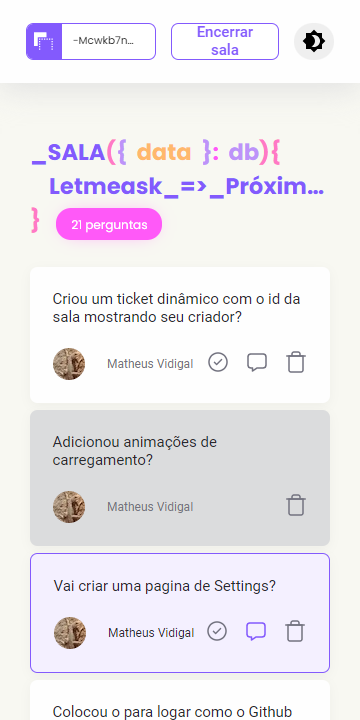 -Mcwkb7n...
Encerrar
sala
_SALA({ data }: db){
Letmeask_=>_Próxim...
}
21 perguntas
Criou um ticket dinâmico com o id da
sala mostrando seu criador?
Matheus Vidigal
Adicionou animações de
carregamento?
Matheus Vidigal
Vai criar uma pagina de Settings?
Matheus Vidigal
Colocou o para logar como o Github